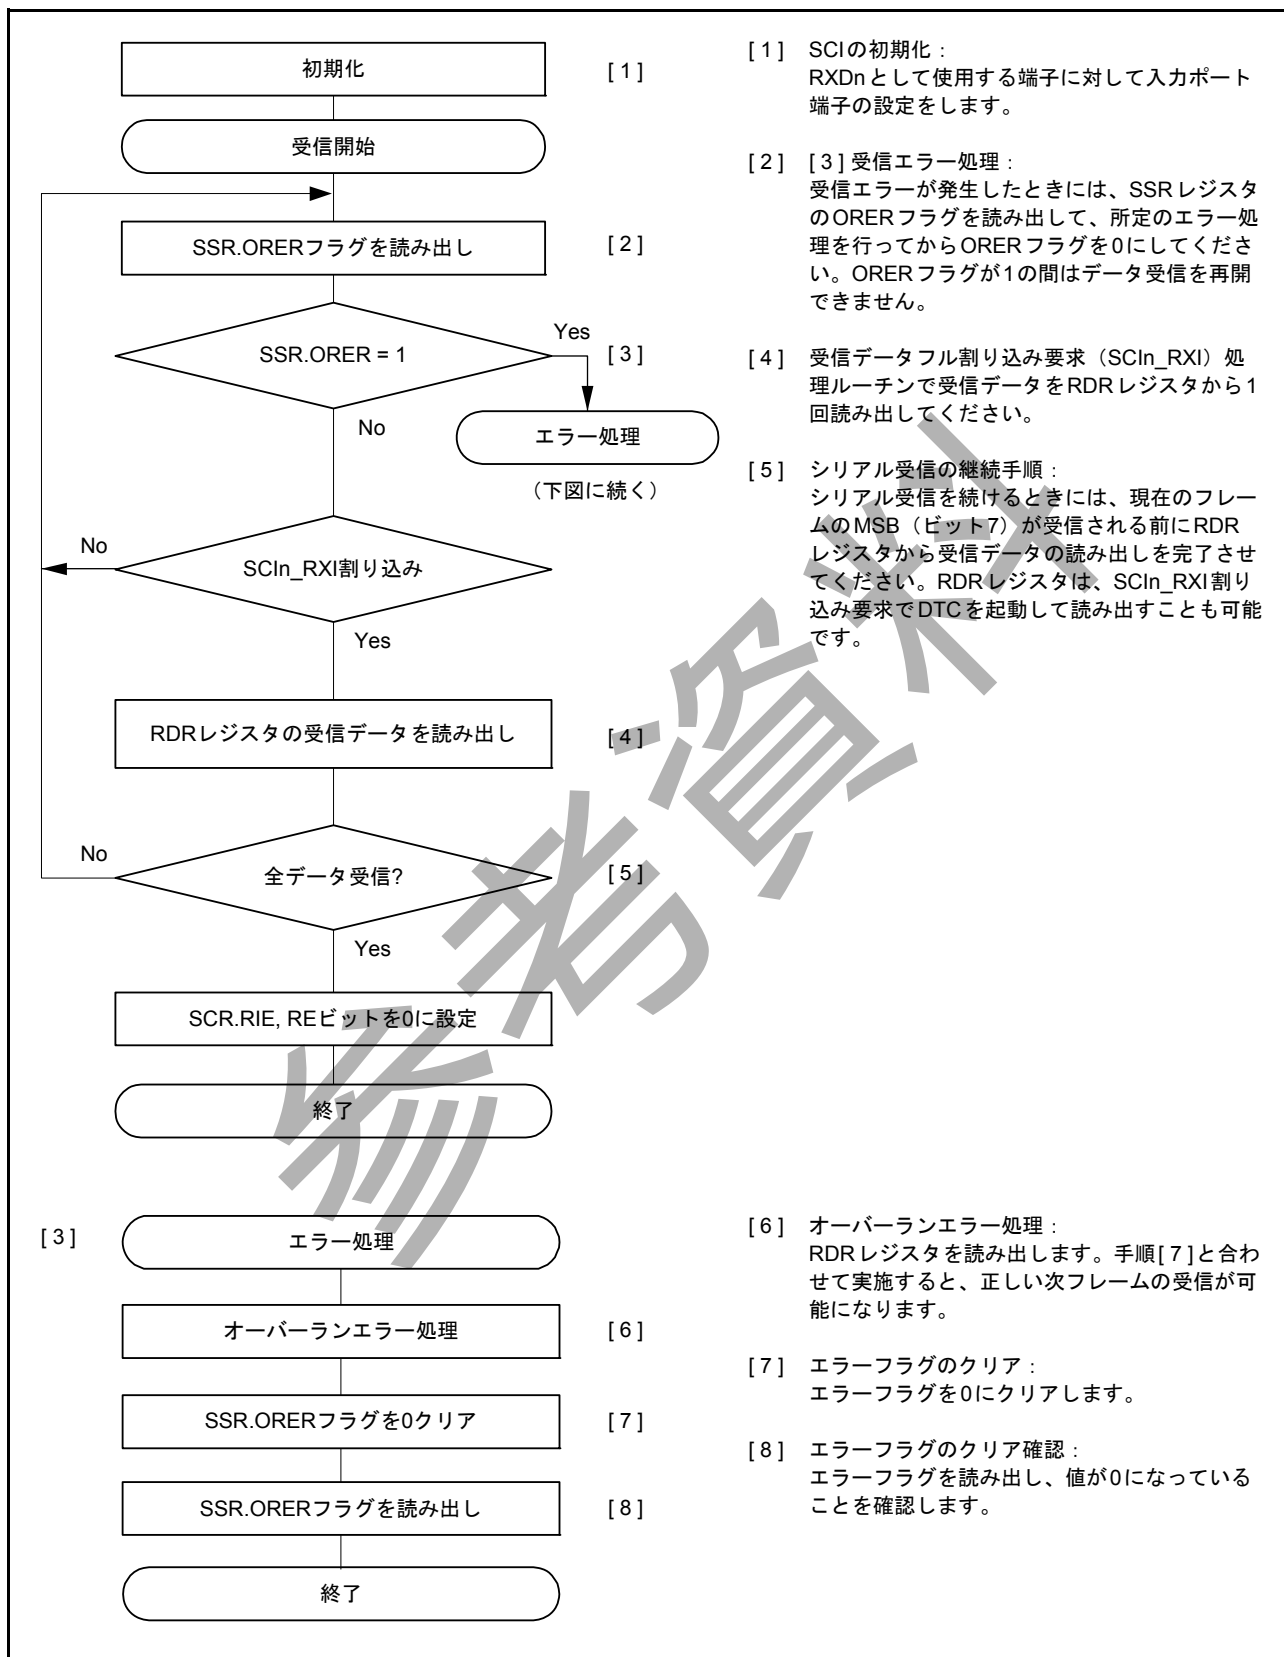 初期化
[ 1 ]
受信開始
SSR.ORERフラグを読み出し
[ 2 ]
SSR.ORER = 1
Yes
[ 3 ]
No
エラー処理
（下図に続く）
No
SCIn_RXI割り込み
Yes
RDRレジスタの受信データを読み出し
[ 4 ]
No
全データ受信?
[ 5 ]
Yes
SCR.RIE, REビットを0に設定
終了
[ 1 ] SCIの初期化：
RXDnとして使用する端子に対して入力ポート
端子の設定をします。
[ 2 ] [ 3 ] 受信エラー処理：
受信エラーが発生したときには、SSRレジスタ
のORERフラグを読み出して、所定のエラー処
理を行ってからORERフラグを0にしてくださ
い。ORERフラグが1の間はデータ受信を再開
できません。
[ 4 ] 受信データフル割り込み要求（SCIn_RXI）処
理ルーチンで受信データをRDRレジスタから1
回読み出してください。
[ 5 ] シリアル受信の継続手順：
シリアル受信を続けるときには、現在のフレー
ムのMSB（ビット7）が受信される前にRDR
レジスタから受信データの読み出しを完了させ
てください。RDRレジスタは、SCIn_RXI割り
込み要求でDTCを起動して読み出すことも可能
です。
[ 3 ]
エラー処理
オーバーランエラー処理
[ 6 ]
SSR.ORERフラグを0クリア
[ 7 ]
SSR.ORERフラグを読み出し
[ 8 ]
終了
[ 6 ] オーバーランエラー処理：
RDRレジスタを読み出します。手順[ 7 ]と合わ
せて実施すると、正しい次フレームの受信が可
能になります。
[ 7 ] エラーフラグのクリア：
エラーフラグを0にクリアします。
[ 8 ] エラーフラグのクリア確認：
エラーフラグを読み出し、値が0になっている
ことを確認します。
参考資料